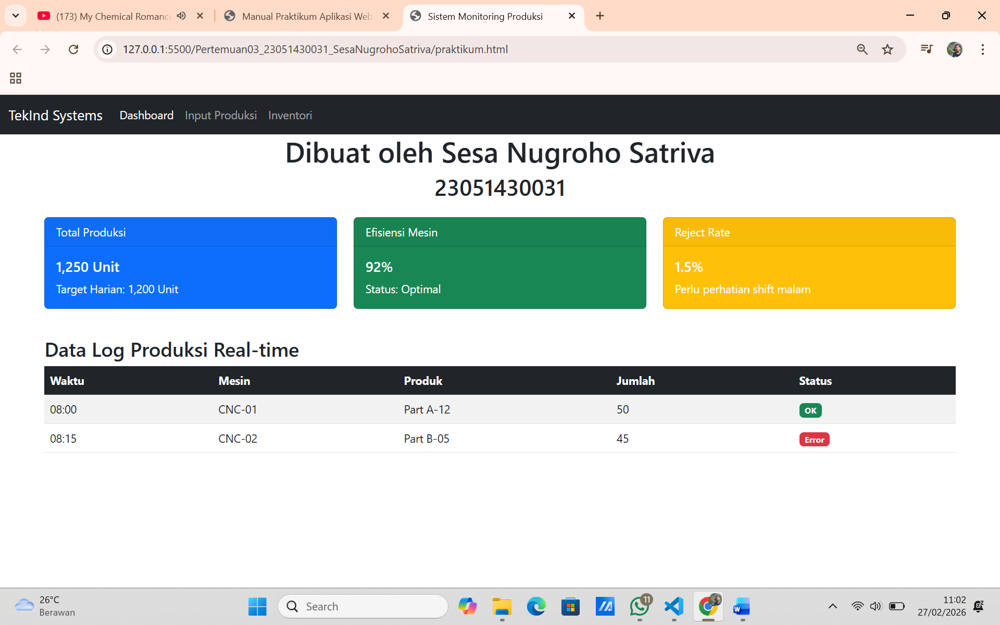 (173) My Chemical Romance
Manual Praktikum Aplikasi Web
Sistem Monitoring Produksi
127.0.0.1:5500/Pertemuan03_23051430031_SesaNugrohoSatriva/praktikum.html
TekInd Systems Dashboard Input Produksi Inventori
Dibuat oleh Sesa Nugroho Satriva
23051430031
Total Produksi
1,250 Unit
Target Harian: 1,200 Unit
Efisiensi Mesin
92%
Status: Optimal
Reject Rate
1.5%
Perlu perhatian shift malam
Data Log Produksi Real-time
Waktu Mesin Produk Jumlah Status
08:00 CNC-01 Part A-12 50 OK
08:15 CNC-02 Part B-05 45 Error
26°C
Berawan
Search
11
11:02
27/02/2026